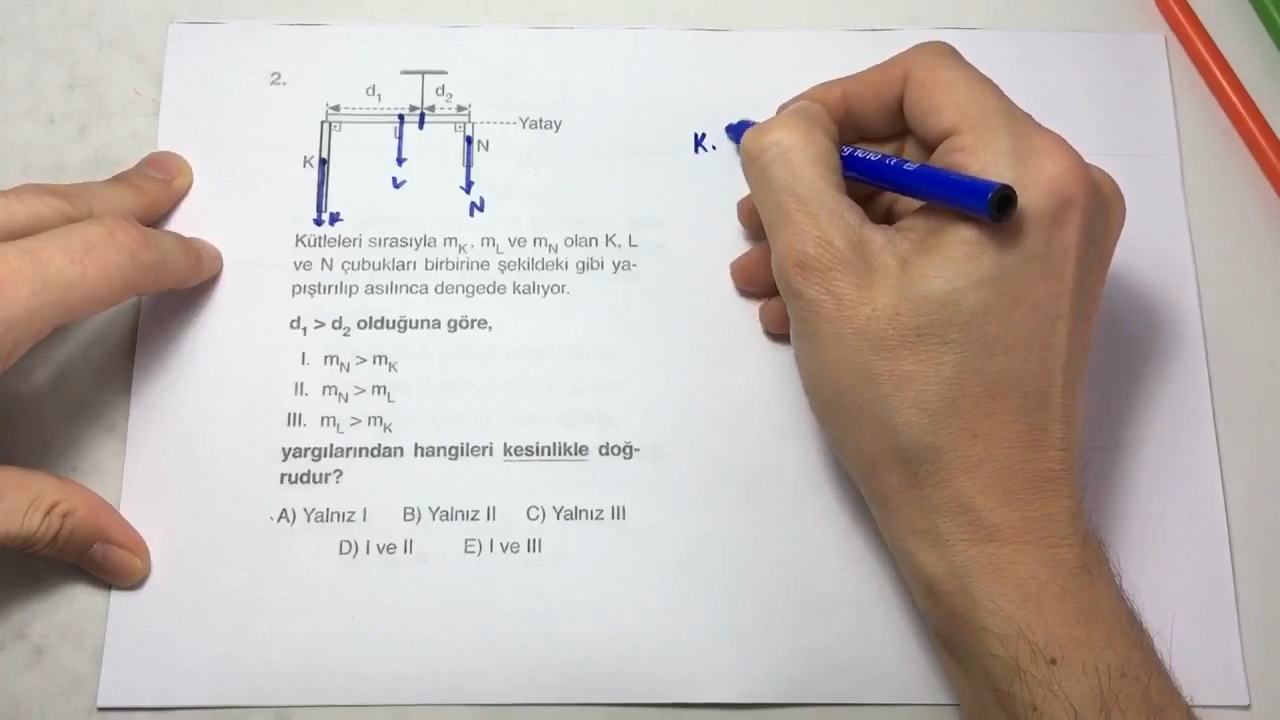 2.
d₁ d₂
Yatay
L
N
K
L
N
K
K.
Kütleleri sırasıyla mK, mL ve mN olan K, L
ve N çubukları birbirine şekildeki gibi ya-
pıştırılıp asılınca dengede kalıyor.
d₁ > d₂ olduğuna göre,
I. mN > mK
II. mN > mL
III. mL > mK
yargılarından hangileri kesinlikle doğ-
rudur?
A) Yalnız I B) Yalnız II C) Yalnız III
D) I ve II E) I ve III